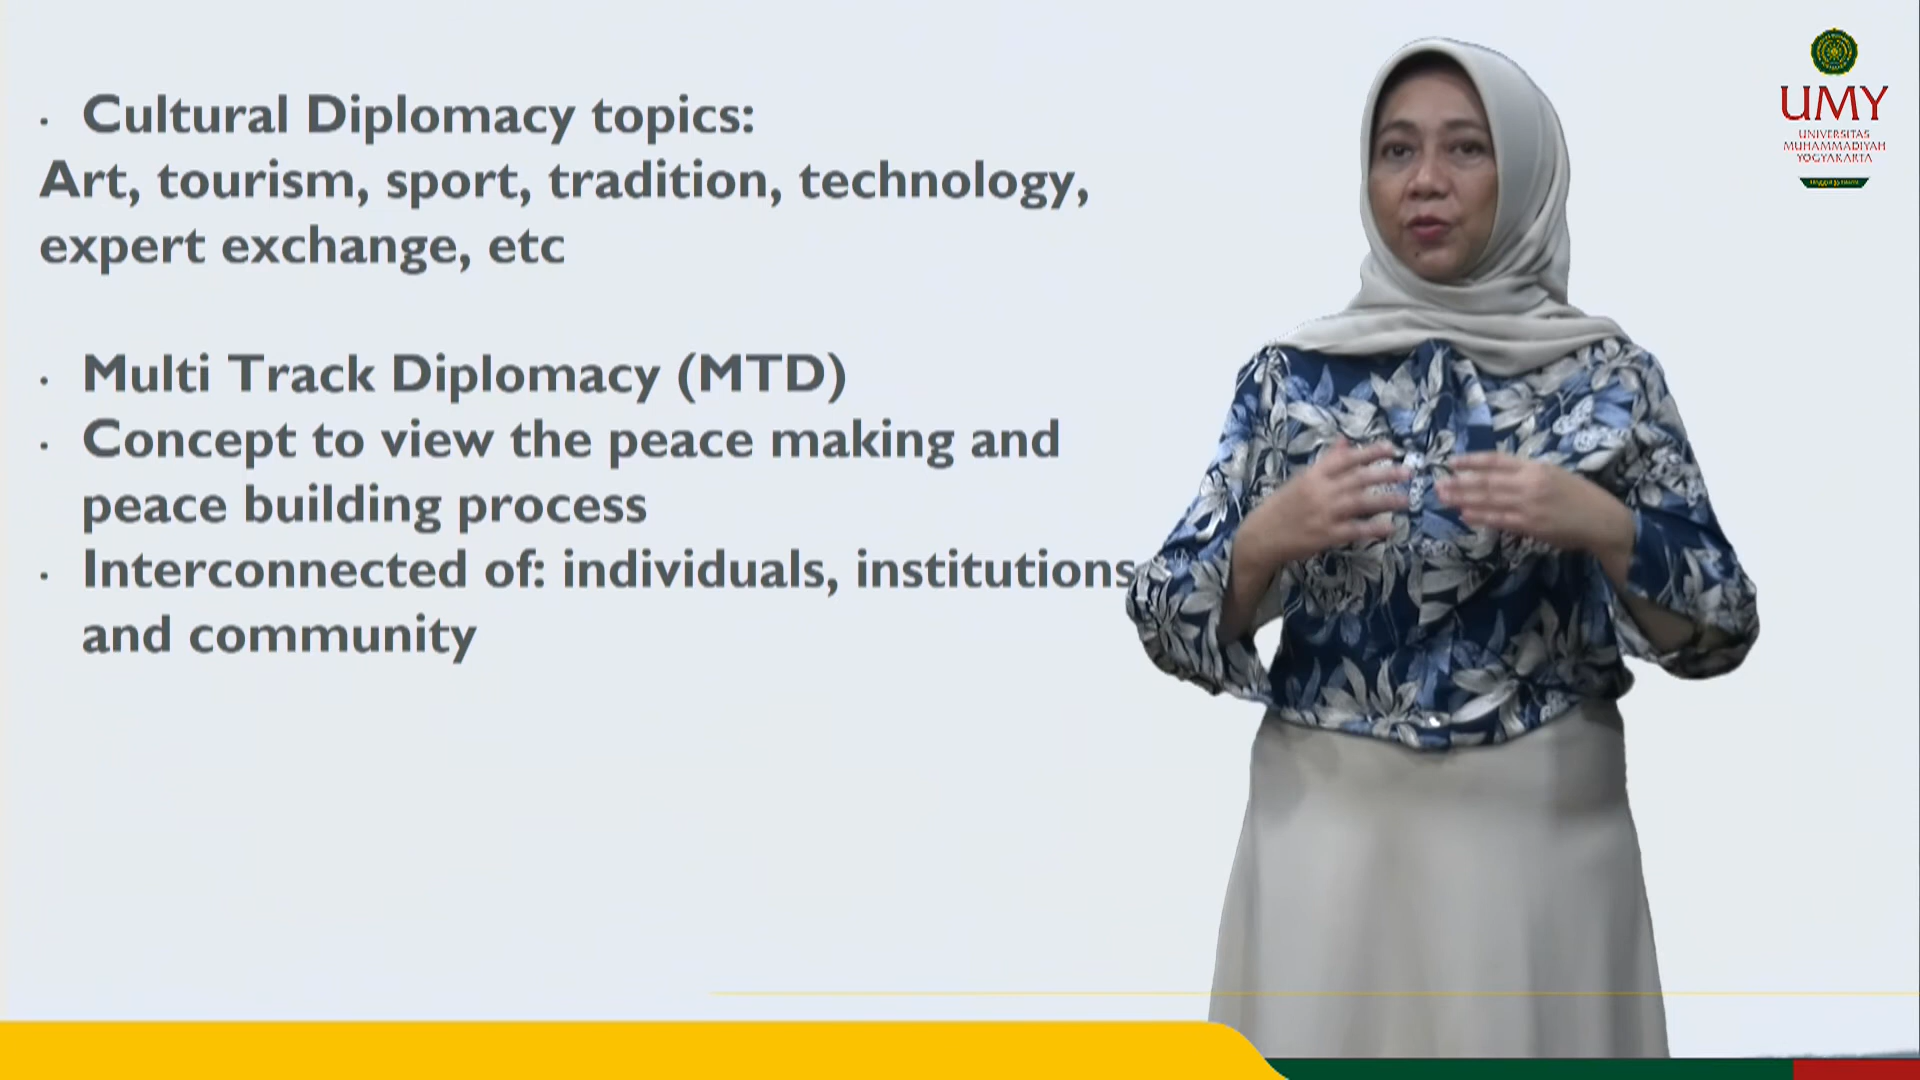 · Cultural Diplomacy topics:
Art, tourism, sport, tradition, technology,
expert exchange, etc
· Multi Track Diplomacy (MTD)
· Concept to view the peace making and
peace building process
· Interconnected of: individuals, institutions
and community
UMY
UNIVERSITAS
MUHAMMADIYAH
YOGYAKARTA